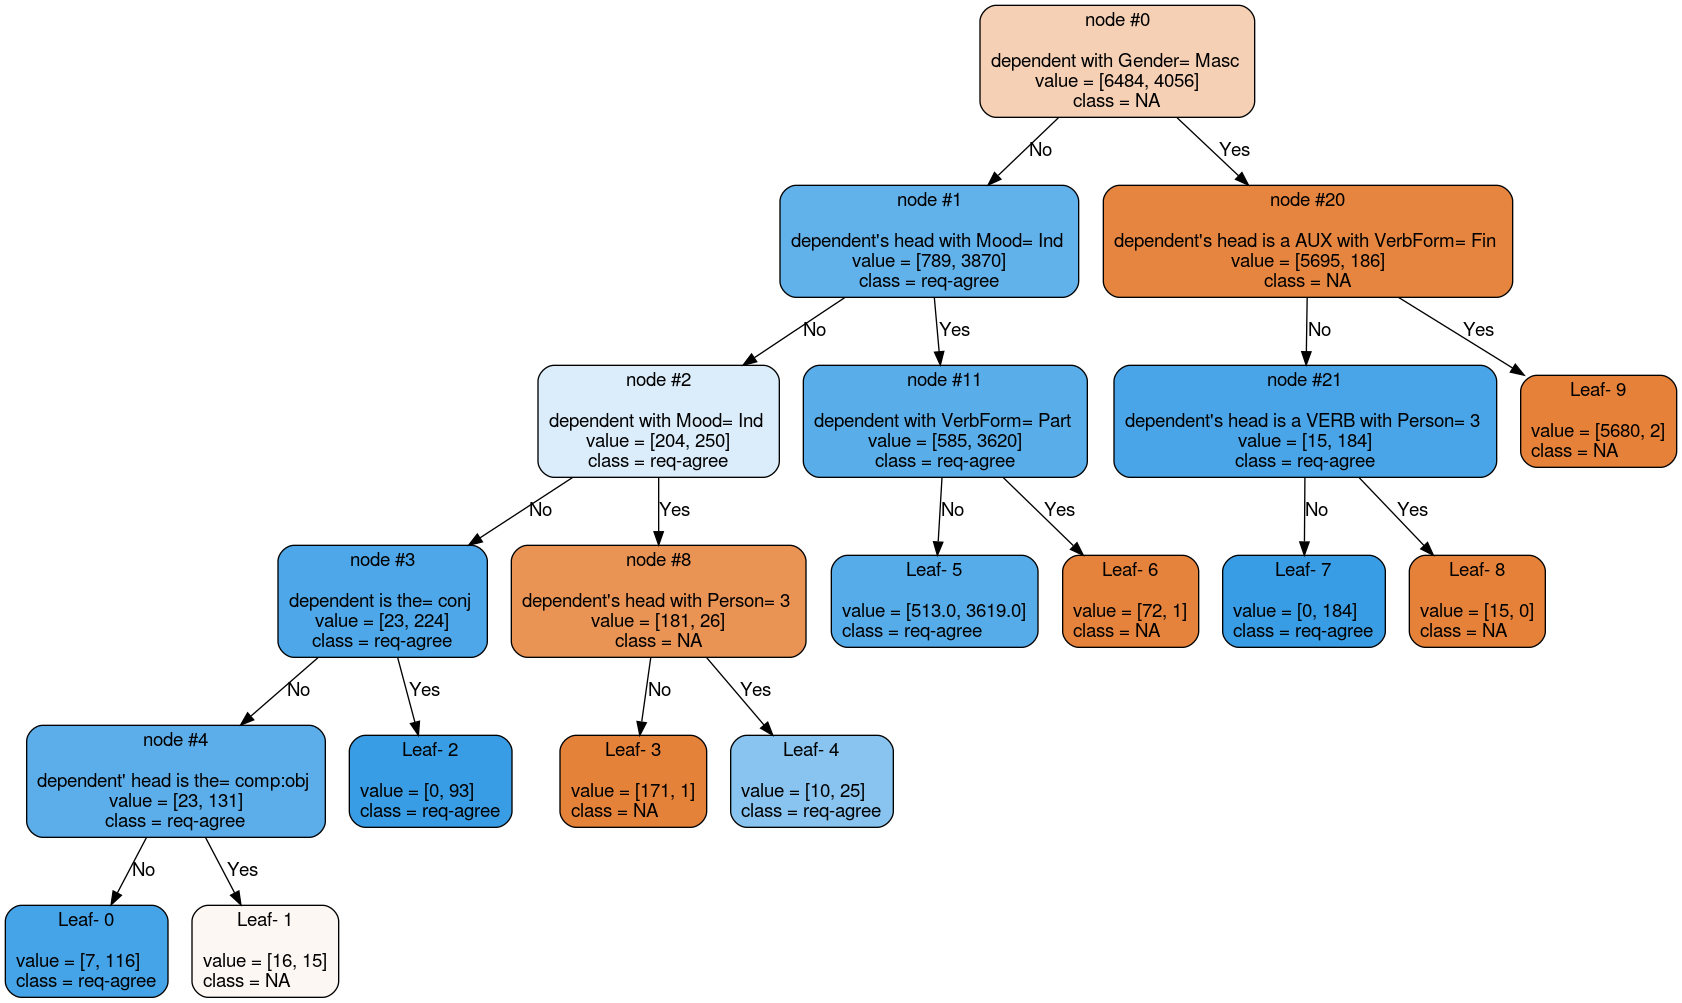 node #0
dependent with Gender= Masc
value = [6484, 4056]
class = NA
No
Yes
node #1
dependent's head with Mood= Ind
value = [789, 3870]
class = req-agree
node #20
dependent's head is a AUX with VerbForm= Fin
value = [5695, 186]
class = NA
No
Yes
No
Yes
node #2
dependent with Mood= Ind
value = [204, 250]
class = req-agree
node #11
dependent with VerbForm= Part
value = [585, 3620]
class = req-agree
node #21
dependent's head is a VERB with Person= 3
value = [15, 184]
class = req-agree
Leaf- 9
value = [5680, 2]
class = NA
No
Yes
No
Yes
No
Yes
node #3
dependent is the= conj
value = [23, 224]
class = req-agree
node #8
dependent's head with Person= 3
value = [181, 26]
class = NA
Leaf- 5
value = [513.0, 3619.0]
class = req-agree
Leaf- 6
value = [72, 1]
class = NA
Leaf- 7
value = [0, 184]
class = req-agree
Leaf- 8
value = [15, 0]
class = NA
No
Yes
No
Yes
node #4
dependent' head is the= comp:obj
value = [23, 131]
class = req-agree
Leaf- 2
value = [0, 93]
class = req-agree
Leaf- 3
value = [171, 1]
class = NA
Leaf- 4
value = [10, 25]
class = req-agree
No
Yes
Leaf- 0
value = [7, 116]
class = req-agree
Leaf- 1
value = [16, 15]
class = NA